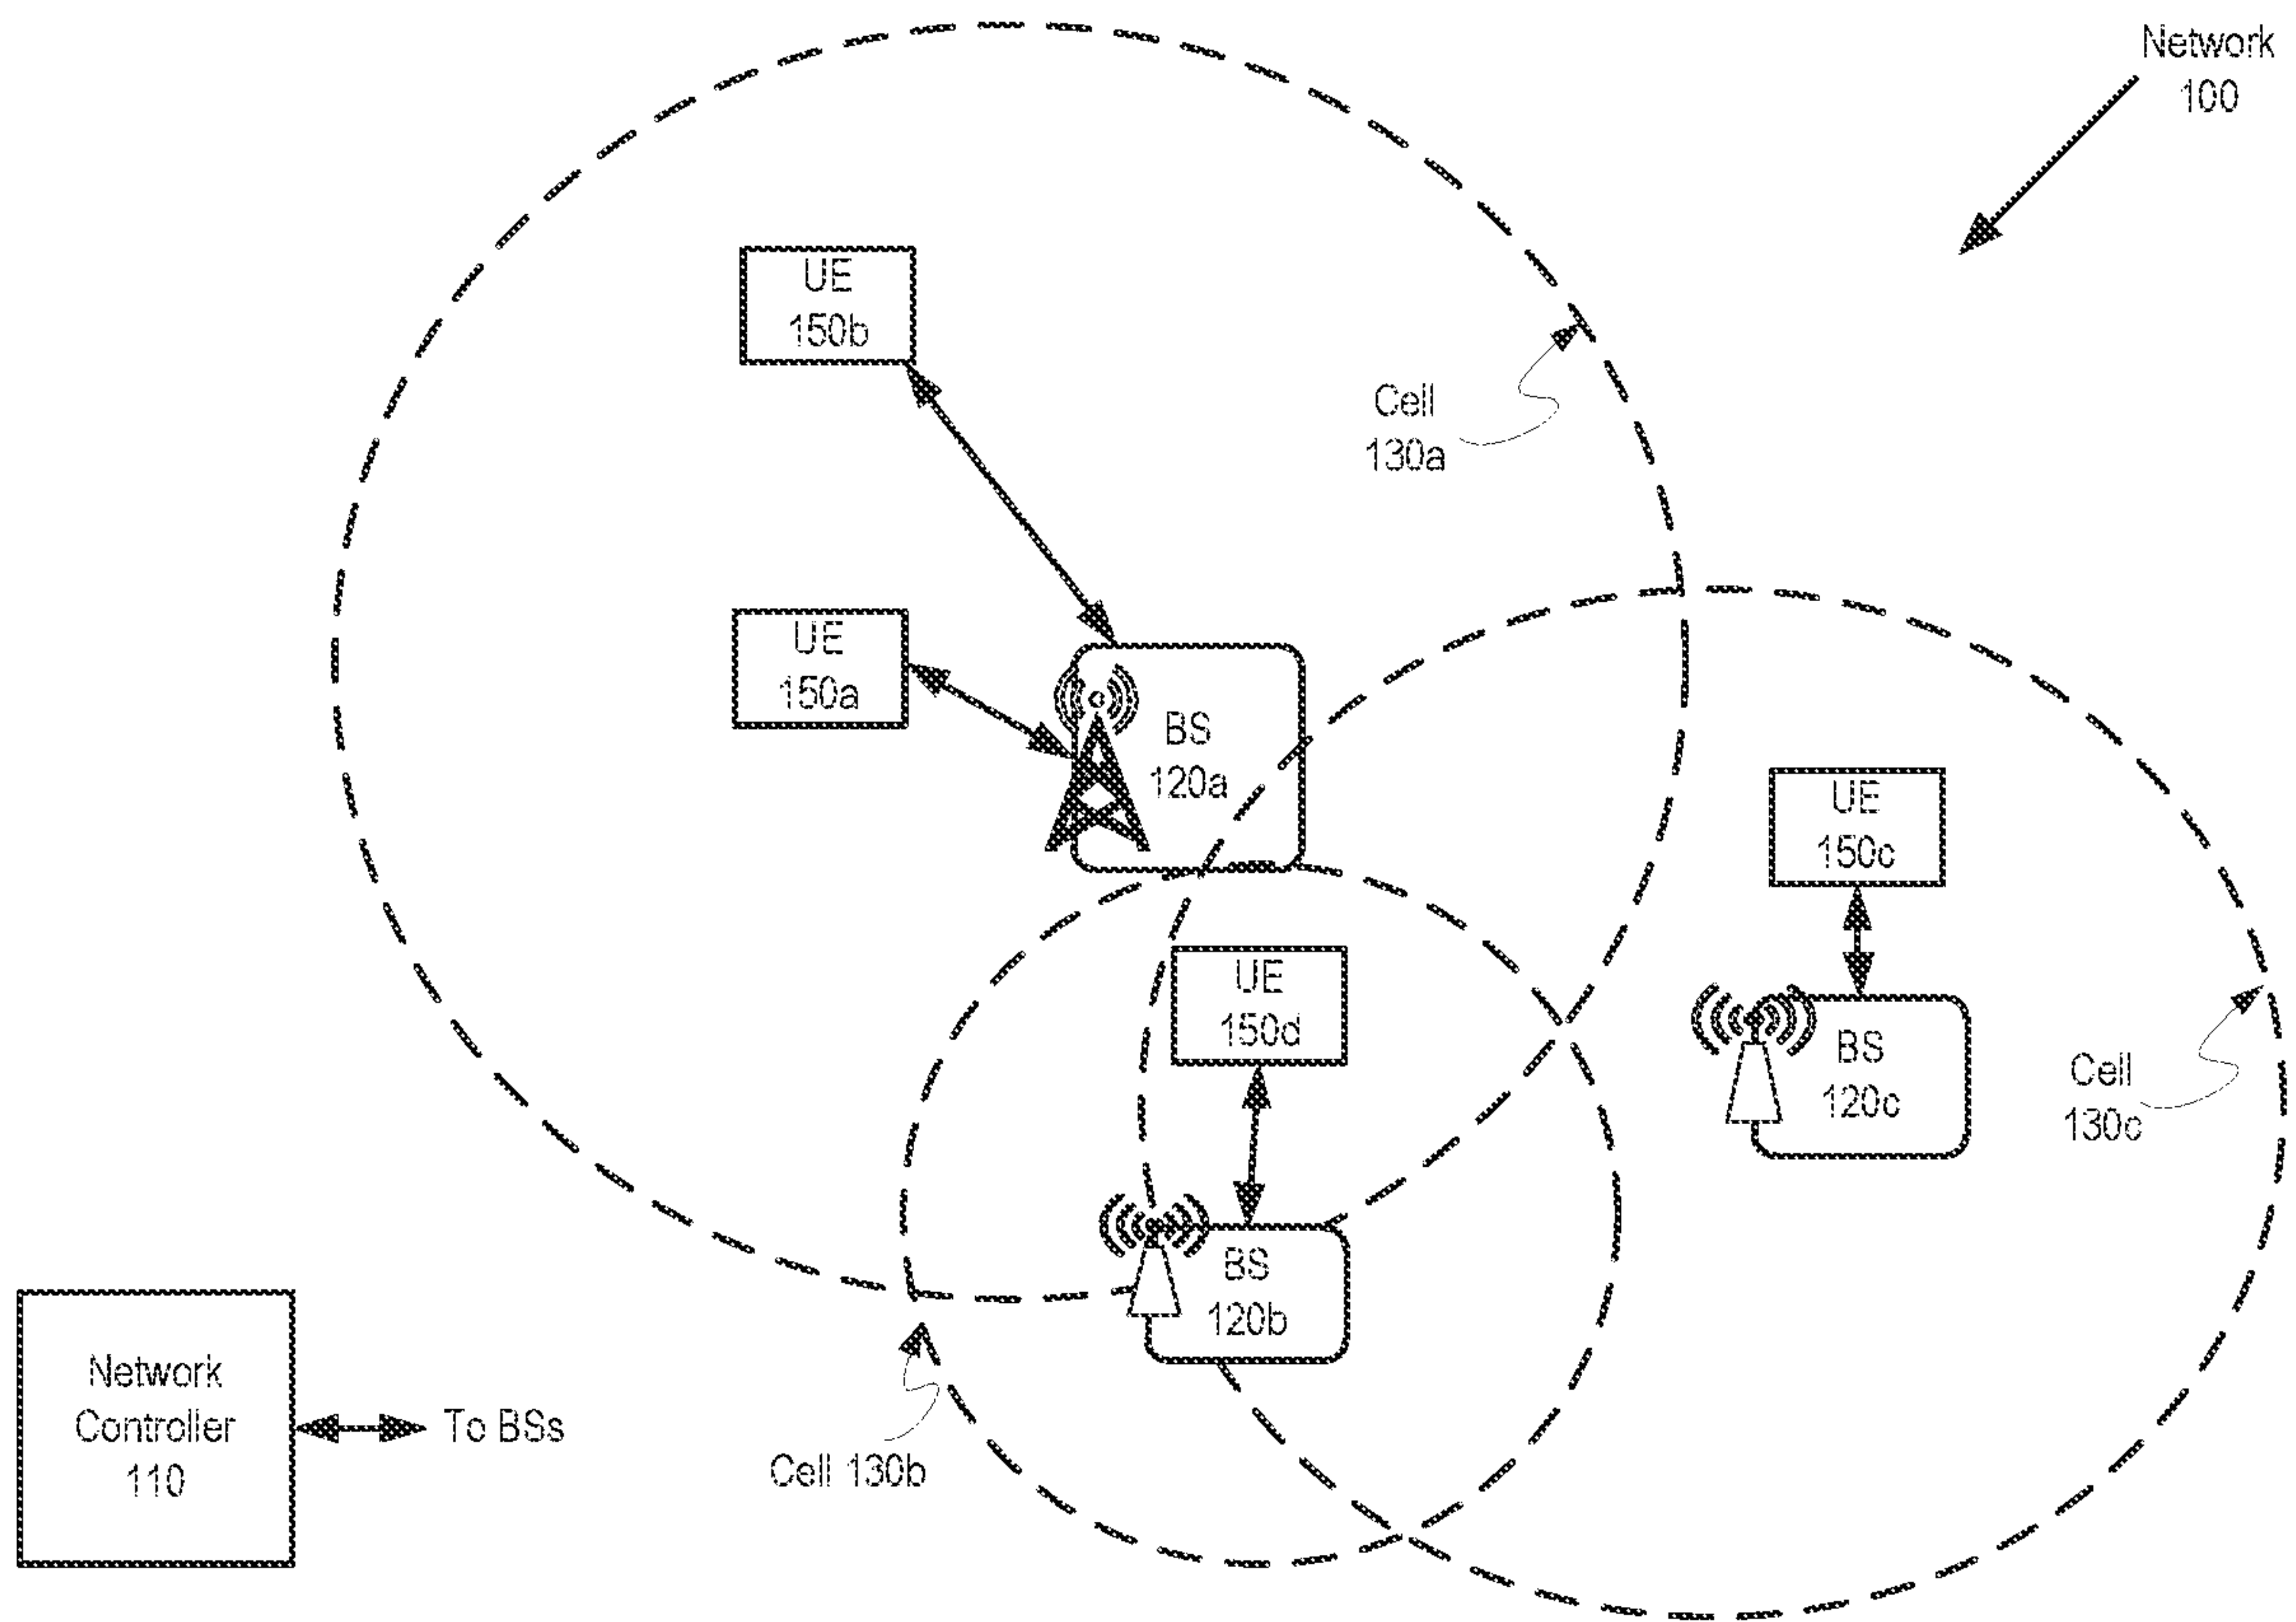 Network
100
UE
150b
Cell
130a
UE
150a
BS
120a
UE
150c
UE
150d
BS
120c
Cell
130c
BS
120b
Network
Controller
110
To BSs
Cell 130b